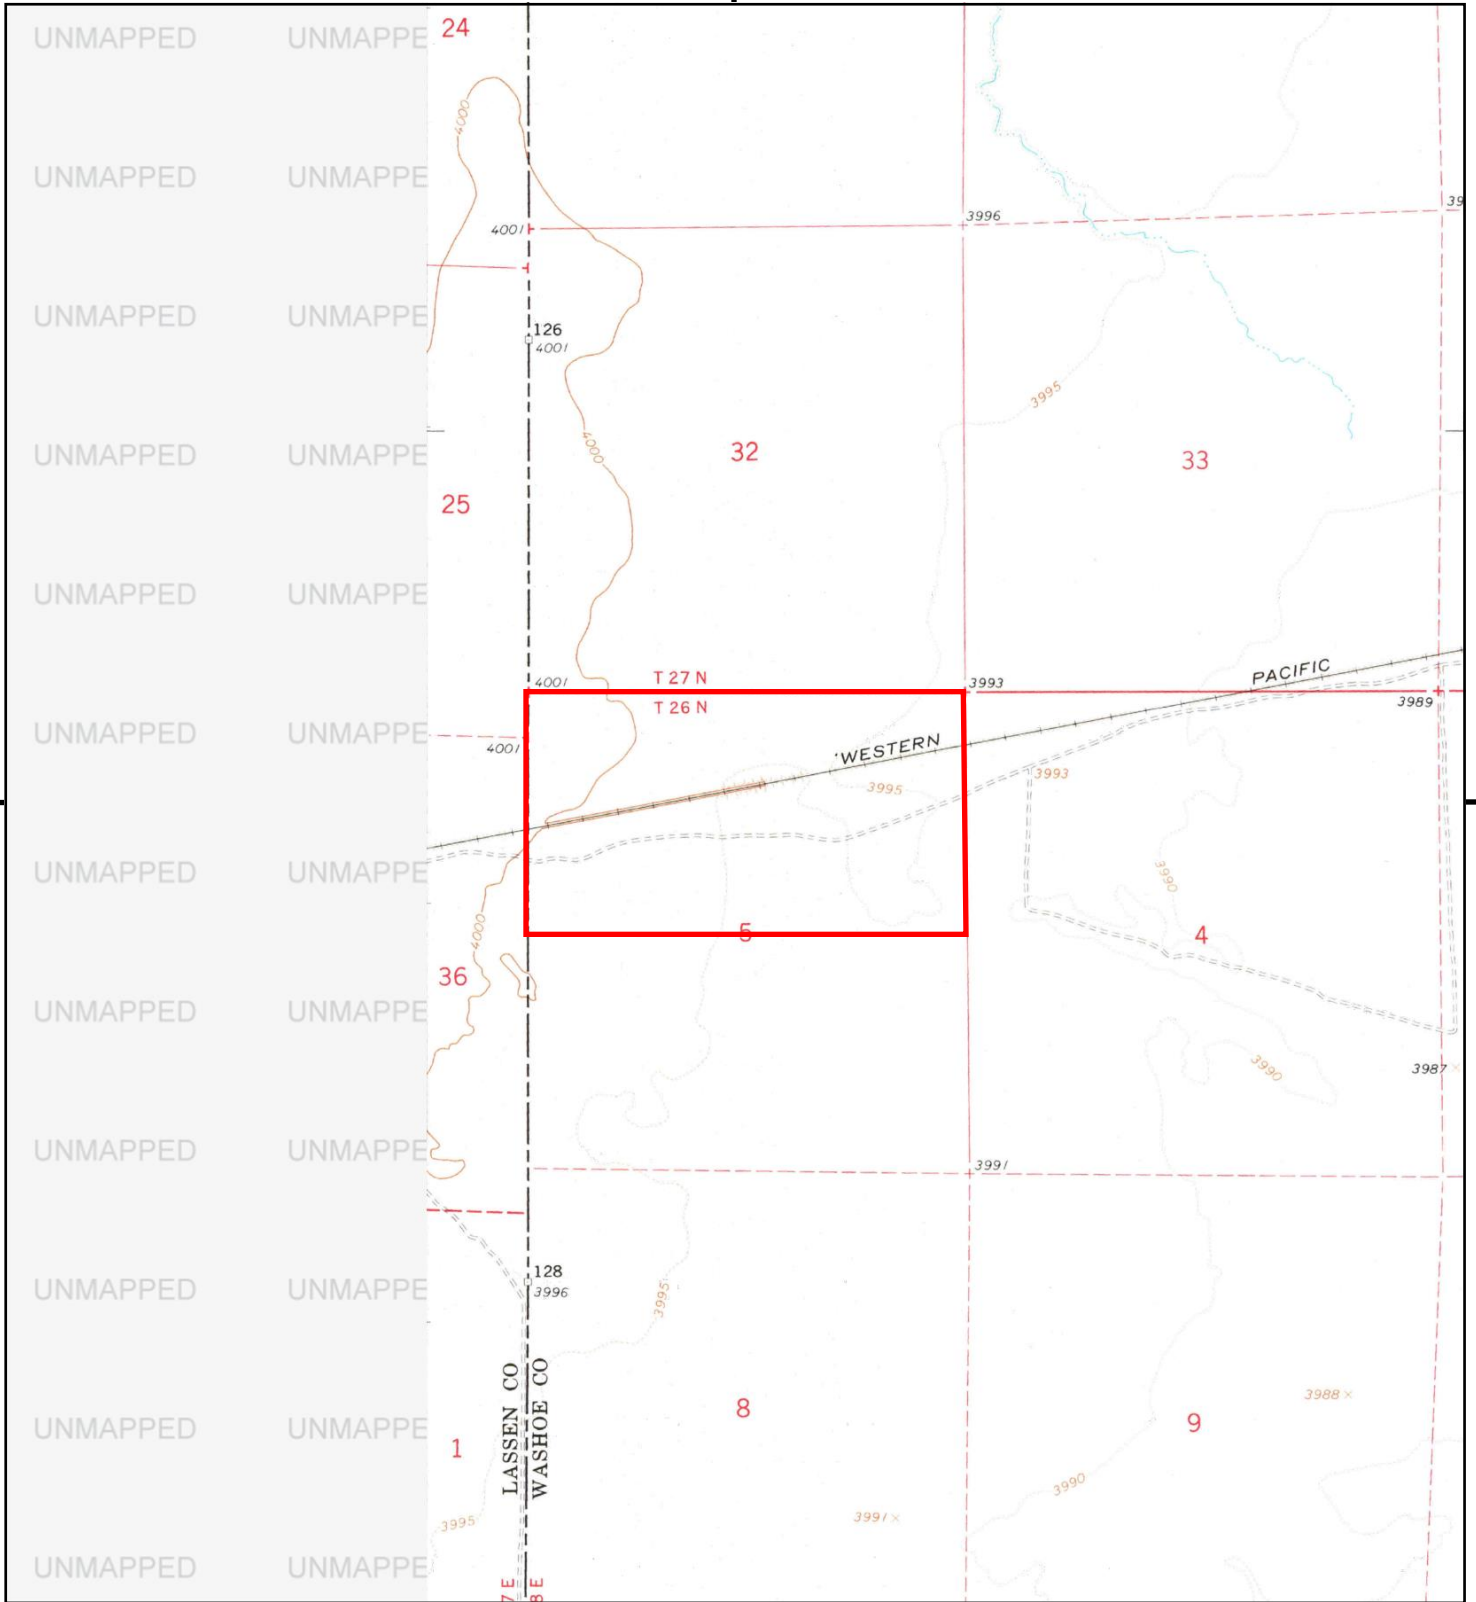 UNMAPPED UNMAPPE 24
4000
UNMAPPED UNMAPPE
39
3996
4001
UNMAPPED UNMAPPE
126
4001
3995
4000
UNMAPPED UNMAPPE 32 33
25
UNMAPPED UNMAPPE
PACIFIC
4001 T 27 N 3993
T 26 N 3989
UNMAPPED UNMAPPE 4001 WESTERN
3993
3995
UNMAPPED UNMAPPE 3990
4000 5 4
36
UNMAPPED UNMAPPE
3990 3987
UNMAPPED UNMAPPE
3991
128
UNMAPPED UNMAPPE 3996 3995
LASSEN CO
WASHOE CO
3988
8 9
UNMAPPED UNMAPPE 1
3990
3995 3991
UNMAPPED UNMAPPE
7 E
8 E